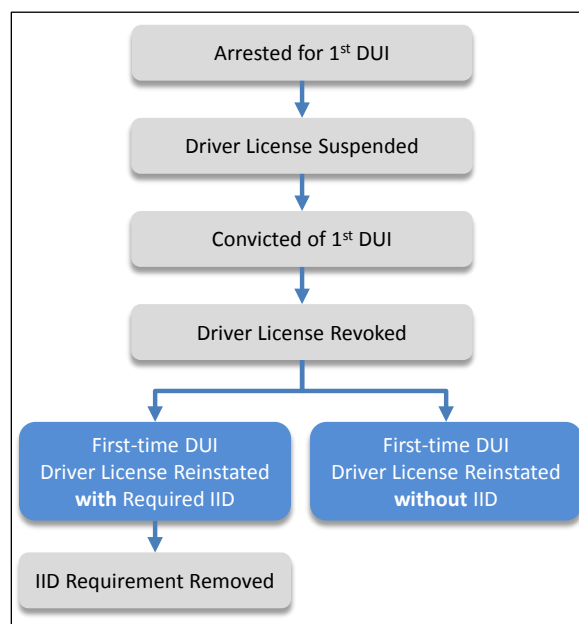 Arrested for 1st DUI
Driver License Suspended
Convicted of 1st DUI
Driver License Revoked
First-time DUI
Driver License Reinstated
with Required IID
First-time DUI
Driver License Reinstated
without IID
IID Requirement Removed